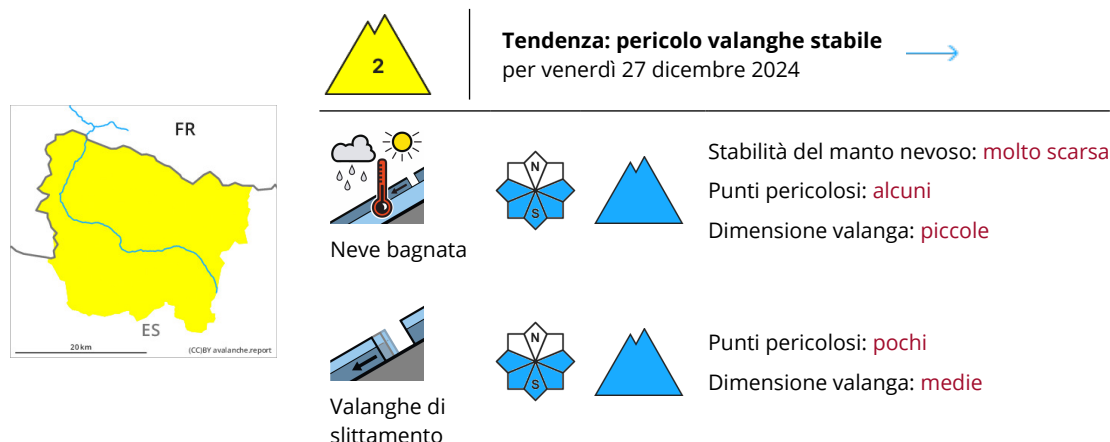 2
Tendenza: pericolo valanghe stabile
per venerdì 27 dicembre 2024
FR
ES
20 km
(CC)BY avalanche.report
Neve bagnata
N
S
Stabilità del manto nevoso: molto scarsa
Punti pericolosi: alcuni
Dimensione valanga: piccole
Valanghe di
slittamento
N
S
Punti pericolosi: pochi
Dimensione valanga: medie